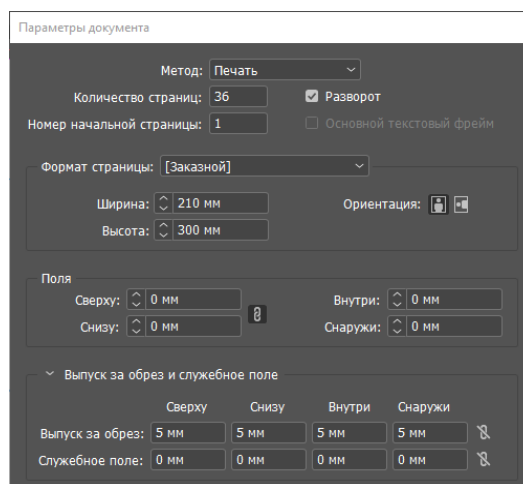 Параметры документа
Метод: Печать
Количество страниц: 36 Разворот
Номер начальной страницы: 1 Основной текстовый фрейм
Формат страницы: [Заказной]
Ширина: 210 мм Ориентация:
Высота: 300 мм
Поля
Сверху: 0 мм Внутри: 0 мм
Снизу: 0 мм Снаружи: 0 мм
Выпуск за обрез и служебное поле
Сверху Снизу Внутри Снаружи
Выпуск за обрез: 5 мм 5 мм 5 мм 5 мм
Служебное поле: 0 мм 0 мм 0 мм 0 мм